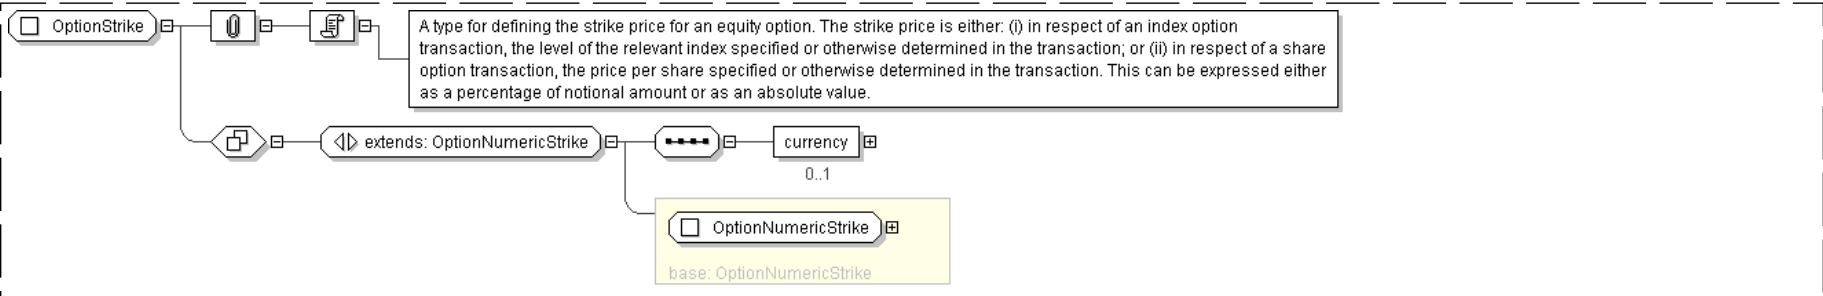 OptionStrike
A type for defining the strike price for an equity option. The strike price is either: (i) in respect of an index option
transaction, the level of the relevant index specified or otherwise determined in the transaction; or (ii) in respect of a share
option transaction, the price per share specified or otherwise determined in the transaction. This can be expressed either
as a percentage of notional amount or as an absolute value.
extends: OptionNumericStrike
currency
0..1
OptionNumericStrike
base: OptionNumericStrike